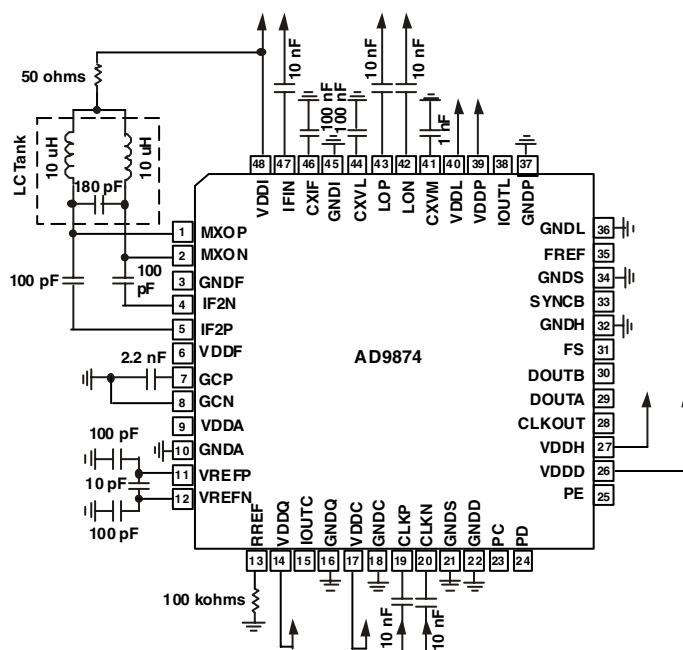 50 ohms
LC Tank
10 uH
10 uH
180 pF
100 pF
100 pF
10 nF
100 nF
100 nF
10 nF
10 nF
1 nF
48 47 46 45 44 43 42 41 40 39 38 37
VDDI IFIN CXIF GNDI CXVL LOP LON CXVM VDDL VDDP IOUTL GNDP
1 MXOP
2 MXON
3 GNDF
4 IF2N
5 IF2P
6 VDDF
2.2 nF
7 GCP
8 GCN
9 VDDA
10 GNDA
100 pF
11 VREFP
10 pF
12 VREFN
100 pF
AD9874
GNDL 36
FREF 35
GNDS 34
SYNCB 33
GNDH 32
FS 31
DOUTB 30
DOUTA 29
CLKOUT 28
VDDH 27
VDDD 26
PE 25
RREF VDDQ IOUTC GNDQ VDDC GNDC CLKP CLKN GNDS GNDD PC PD
13 14 15 16 17 18 19 20 21 22 23 24
100 kohms
10 nF
10 nF